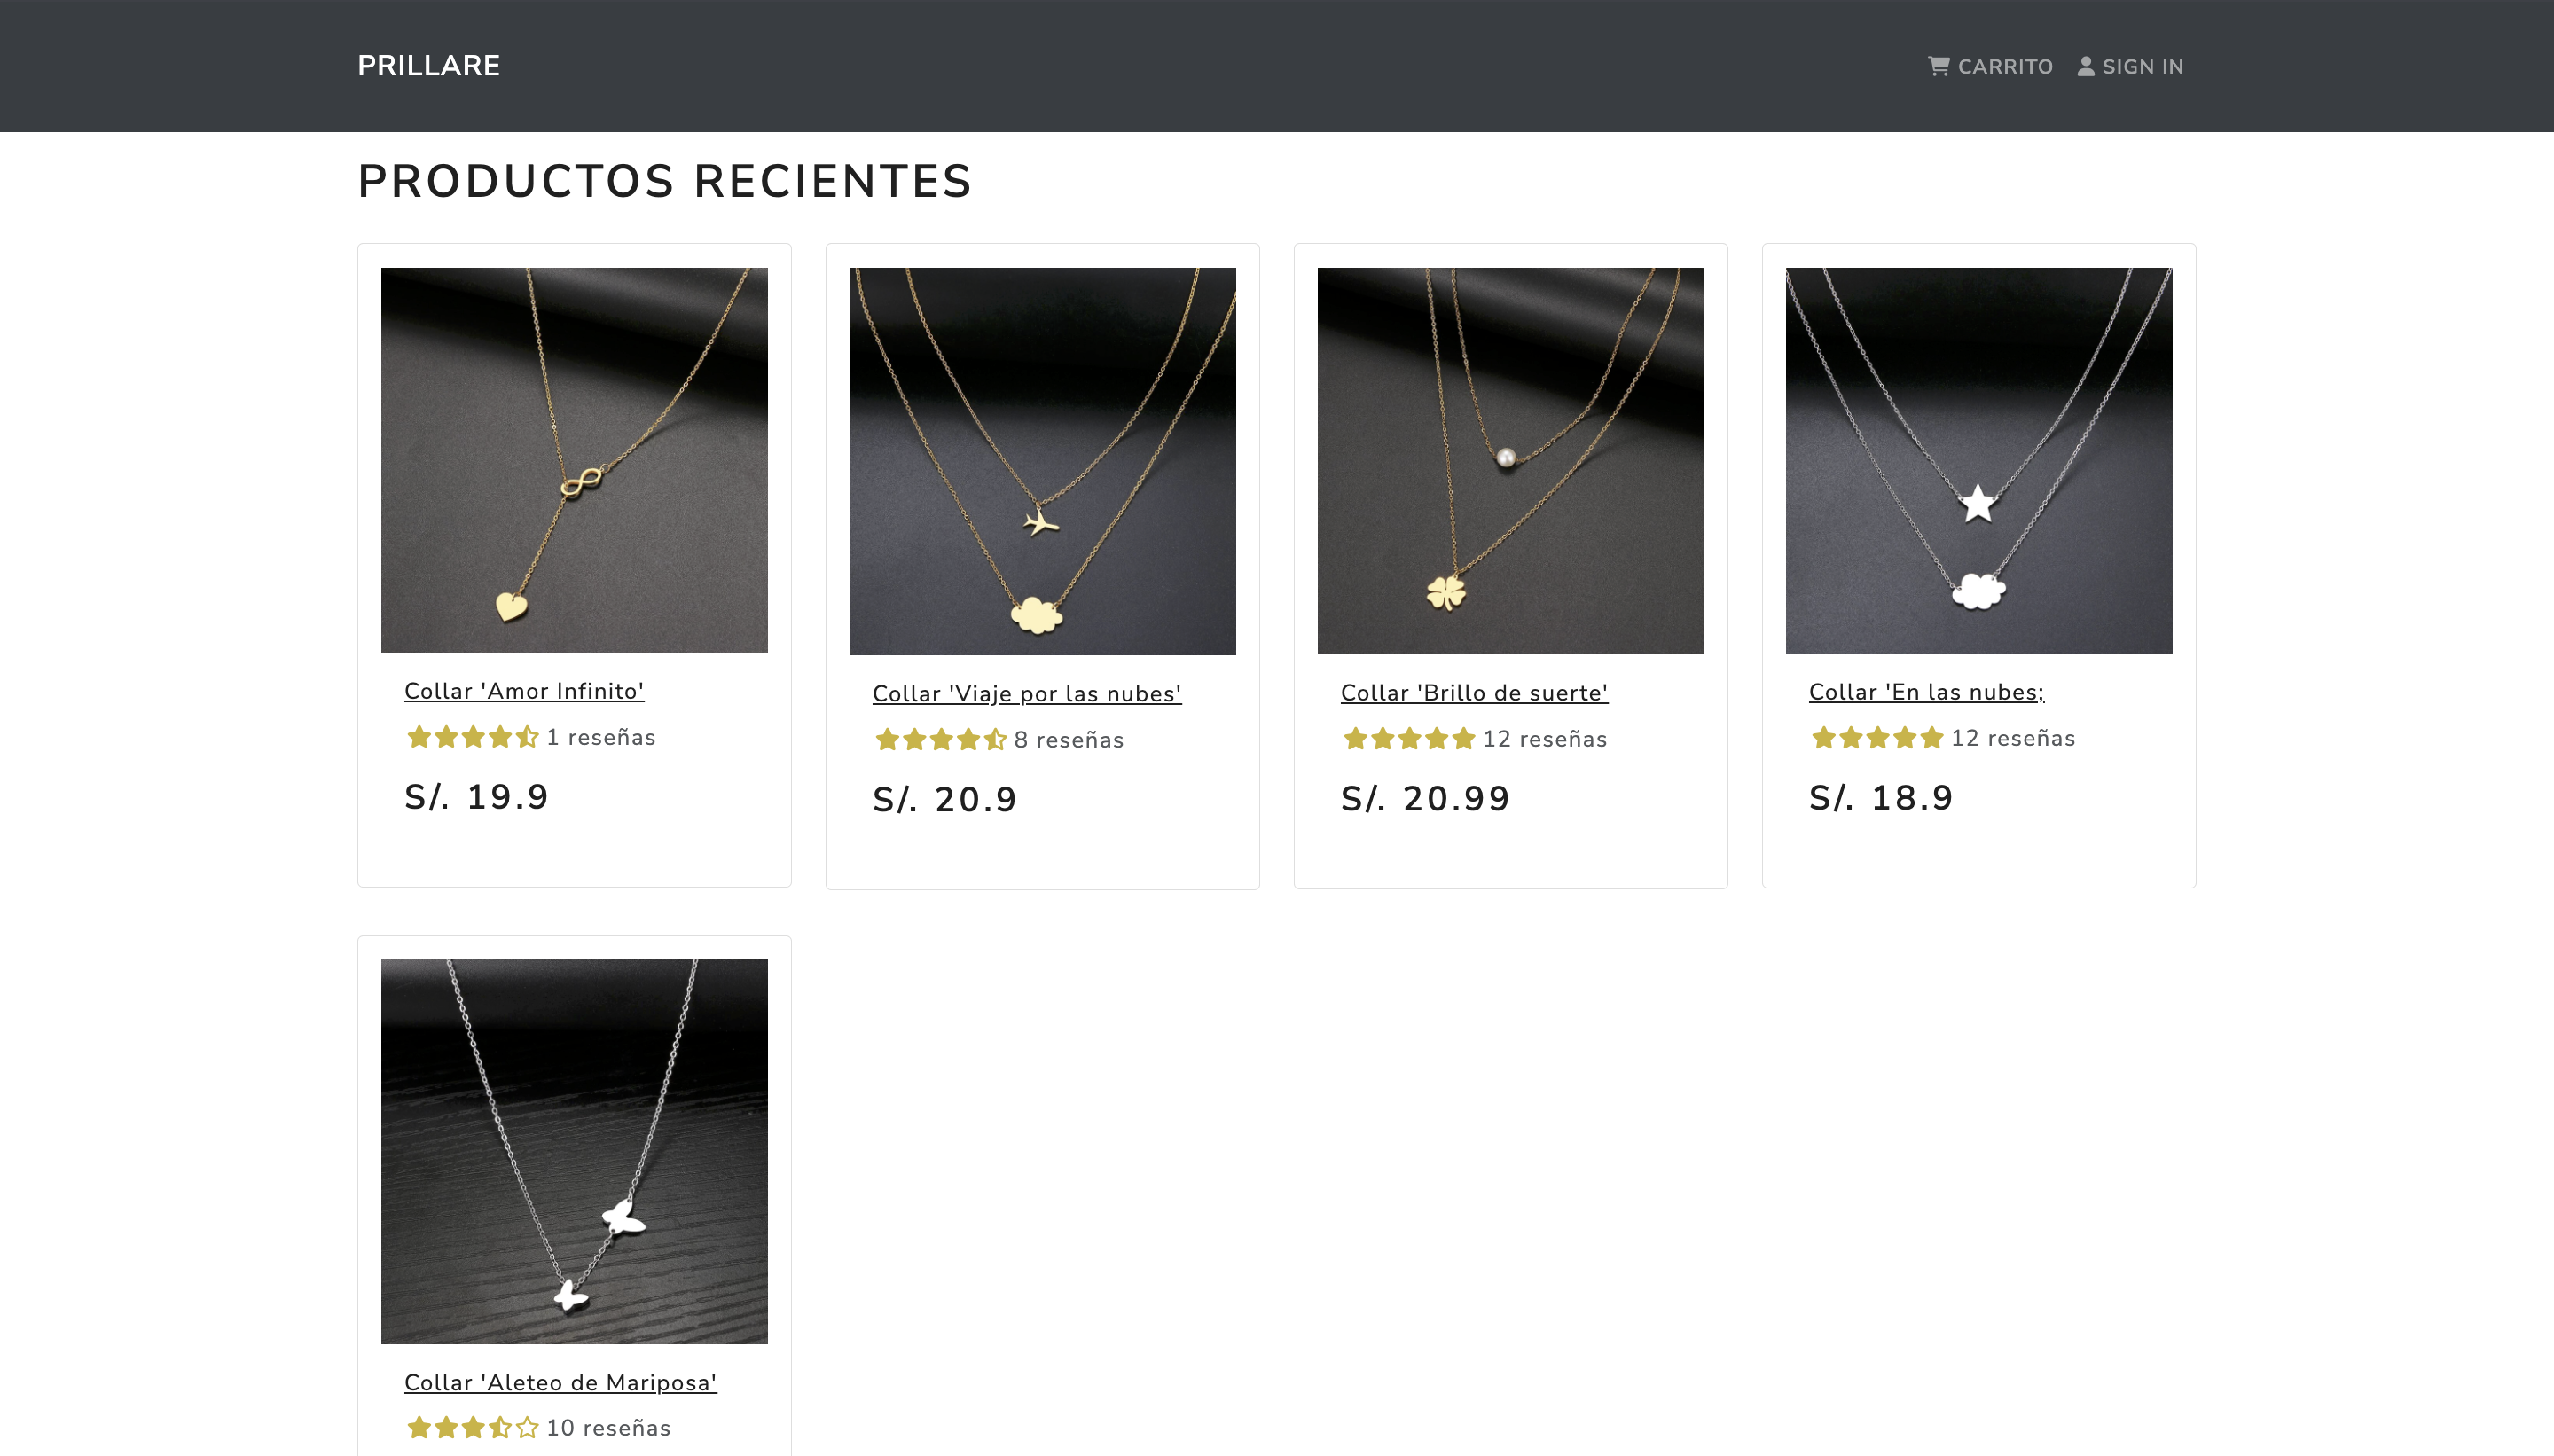 PRILLARE
CARRITO SIGN IN
PRODUCTOS RECIENTES
Collar 'Amor Infinito'
1 reseñas
S/. 19.9
Collar 'Viaje por las nubes'
8 reseñas
S/. 20.9
Collar 'Brillo de suerte'
12 reseñas
S/. 20.99
Collar 'En las nubes;
12 reseñas
S/. 18.9
Collar 'Aleteo de Mariposa'
10 reseñas